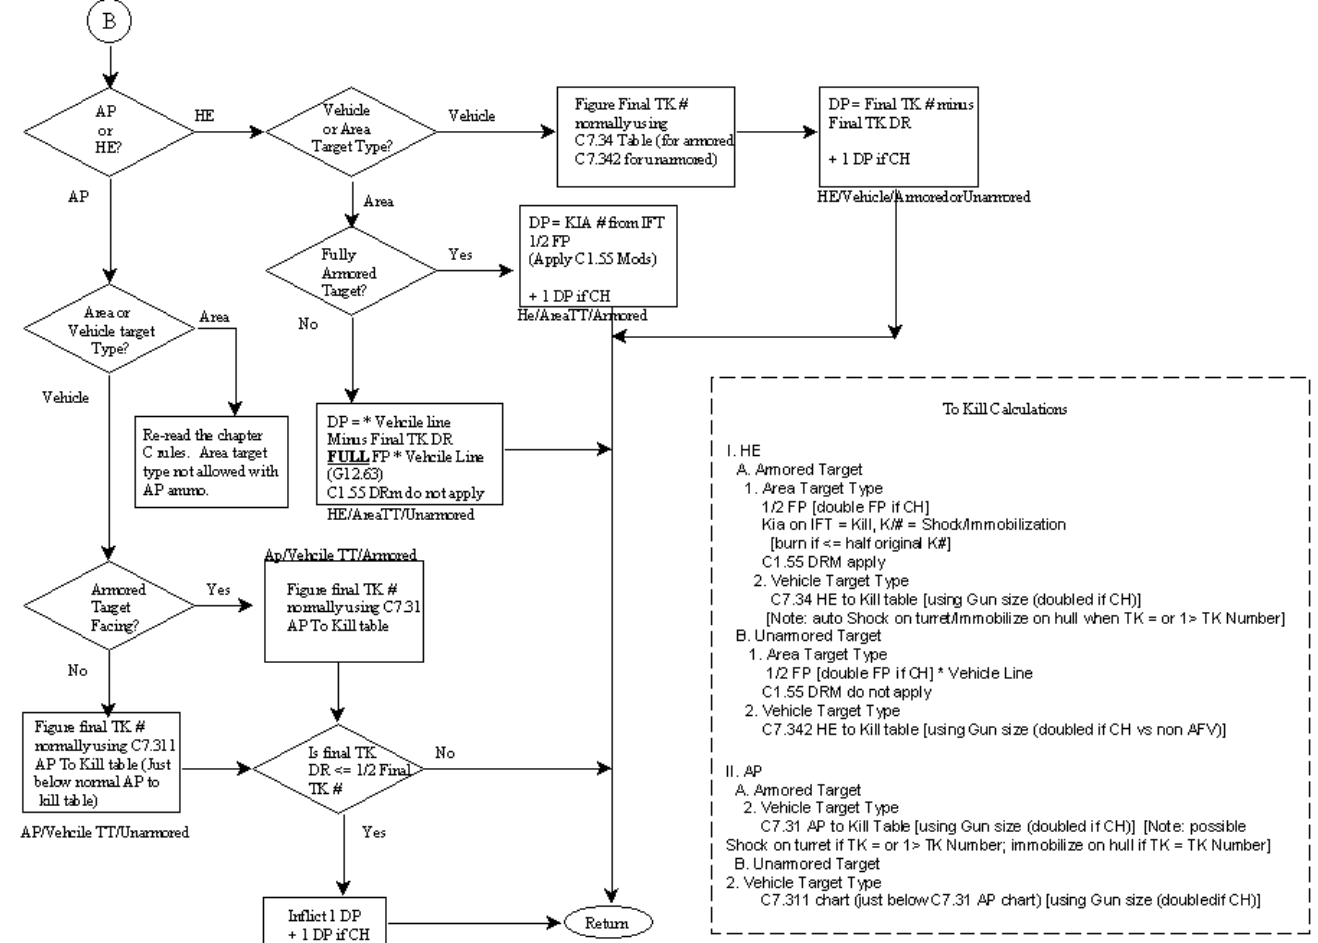 B
AP
or
HE?
HE
Vehicle
or Area
Target Type?
Vehicle
Figure Final TK #
normally using
C7.34 Table (for armored
C7.342 for unarmored)
DP = Final TK # minus
Final TK DR
+ 1 DP if CH
HE/Vehicle/ArmoredorUnarmored
AP
Area
Fully
Armored
Target?
Yes
DP = KIA # from IFT
1/2 FP
(Apply C1.55 Mods)
+ 1 DP if CH
He/AreaTT/Armored
No
Area or
Vehicle target
Type?
Area
Vehicle
Re-read the chapter
C rules. Area target
type not allowed with
AP ammo.
DP = * Vehcile line
Minus Final TK DR
FULL FP * Vehcile Line
(G12.63)
C1.55 DRm do not apply
HE/AreaTT/Unarmored
Armored
Target
Facing?
Yes
Ap/Vehcile TT/Armored
Figure final TK #
normally using C7.31
AP To Kill table
No
Figure final TK #
normally using C7.311
AP To Kill table (Just
below normal AP to
kill table)
AP/Vehcile TT/Unarmored
Is final TK
DR <= 1/2 Final
TK #
No
Yes
Inflict 1 DP
+ 1 DP if CH
Return
To Kill Calculations
I. HE
A. Armored Target
1. Area Target Type
1/2 FP [double FP if CH]
Kia on IFT = Kill, K/# = Shock/Immobilization
[burn if <= half original K#]
C1.55 DRM apply
2. Vehicle Target Type
C7.34 HE to Kill table [using Gun size (doubled if CH)]
[Note: auto Shock on turret/Immobilize on hull when TK = or 1> TK Number]
B. Unarmored Target
1. Area Target Type
1/2 FP [double FP if CH] * Vehicle Line
C1.55 DRM do not apply
2. Vehicle Target Type
C7.342 HE to Kill table [using Gun size (doubled if CH vs non AFV)]
II. AP
A. Armored Target
2. Vehicle Target Type
C7.31 AP to Kill Table [using Gun size (doubled if CH)] [Note: possible
Shock on turret if TK = or 1> TK Number; immobilize on hull if TK = TK Number]
B. Unarmored Target
2. Vehicle Target Type
C7.311 chart (just below C7.31 AP chart) [using Gun size (doubledif CH)]